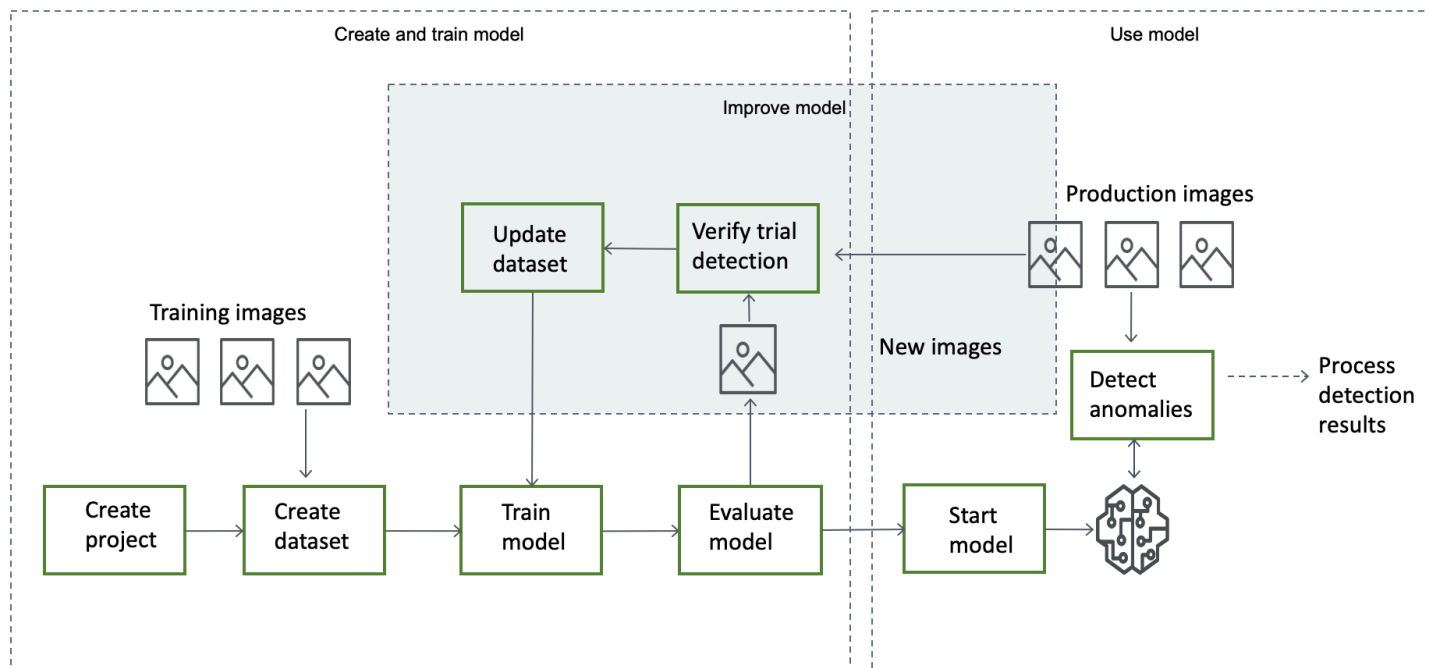 Create and train model
Use model
Improve model
Production images
Update
dataset
Verify trial
detection
Training images
New images
Detect
anomalies
Process
detection
results
Create
project
Create
dataset
Train
model
Evaluate
model
Start
model